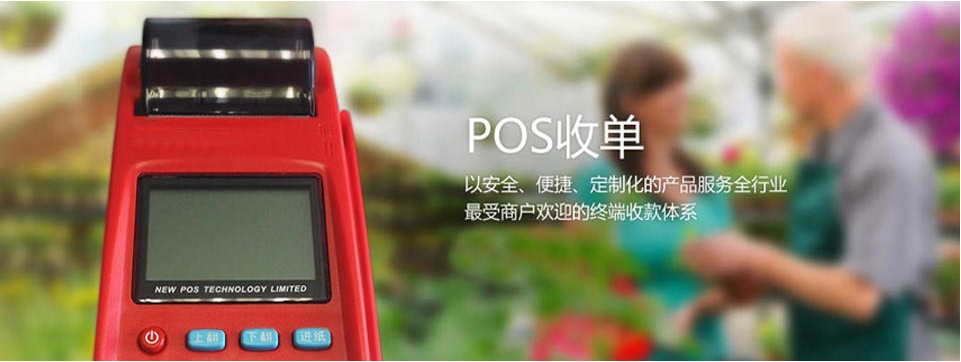 POS收单
以安全、便捷、定制化的产品服务全行业
最受商户欢迎的终端收款体系
NEW POS TECHNOLOGY LIMITED
上翻 下翻 进纸